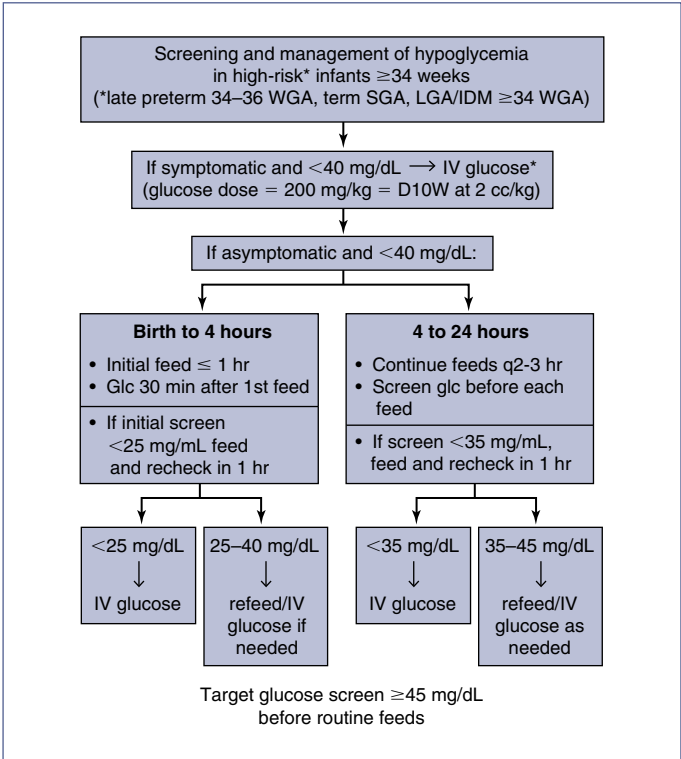 Screening and management of hypoglycemia
in high-risk* infants ≥34 weeks
(*late preterm 34–36 WGA, term SGA, LGA/IDM ≥34 WGA)
If symptomatic and <40 mg/dL → IV glucose*
(glucose dose = 200 mg/kg = D10W at 2 cc/kg)
If asymptomatic and <40 mg/dL:
Birth to 4 hours
• Initial feed ≤ 1 hr
• Glc 30 min after 1st feed
• If initial screen
<25 mg/mL feed
and recheck in 1 hr
<25 mg/dL
↓
IV glucose
25–40 mg/dL
↓
refeed/IV
glucose if
needed
4 to 24 hours
• Continue feeds q2-3 hr
• Screen glc before each
feed
• If screen <35 mg/mL,
feed and recheck in 1 hr
<35 mg/dL
↓
IV glucose
35–45 mg/dL
↓
refeed/IV
glucose as
needed
Target glucose screen ≥45 mg/dL
before routine feeds